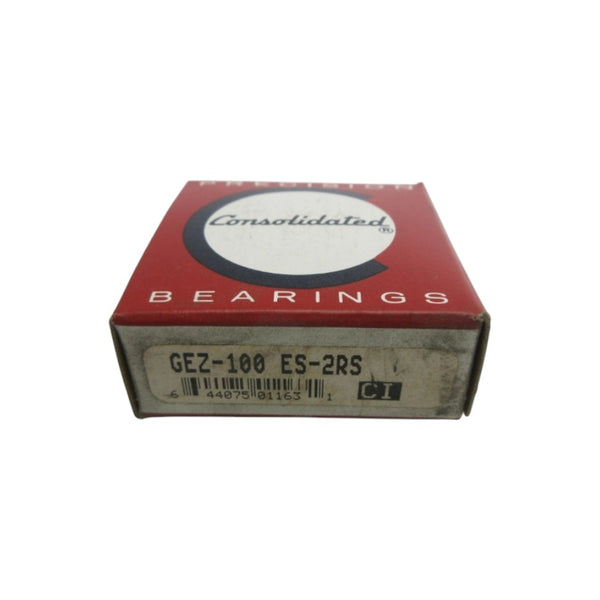 PRECISION
Consolidated®
BEARINGS
GEZ-100 ES-2RS
6 44075 01163 1
CI